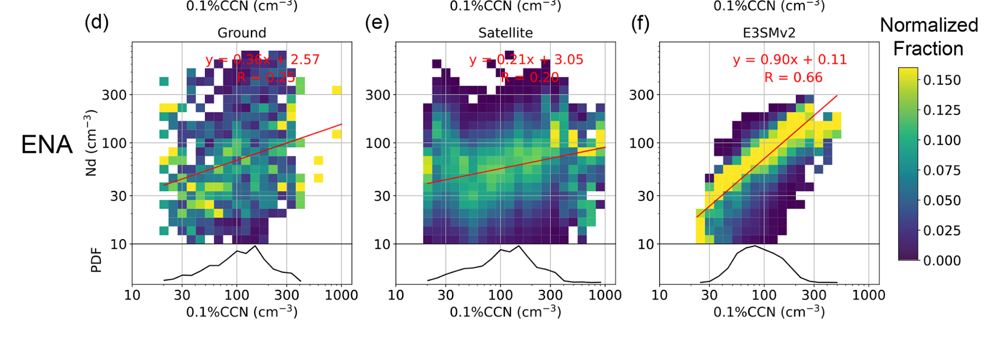 0.1%CCN (cm⁻³) 0.1%CCN (cm⁻³) 0.1%CCN (cm⁻³)
(d) (e) (f)
Ground Satellite E3SMv2
Normalized
Fraction
y = 0.36x + 2.57
R = 0.25
y = 0.21x + 3.05
R = 0.20
y = 0.90x + 0.11
R = 0.66
ENA
Nd (cm⁻³)
300
100
30
10
PDF
10 30 100 300 1000
0.1%CCN (cm⁻³)
300
100
30
10
10 30 100 300 1000
0.1%CCN (cm⁻³)
300
100
30
10
10 30 100 300 1000
0.1%CCN (cm⁻³)
0.150
0.125
0.100
0.075
0.050
0.025
0.000